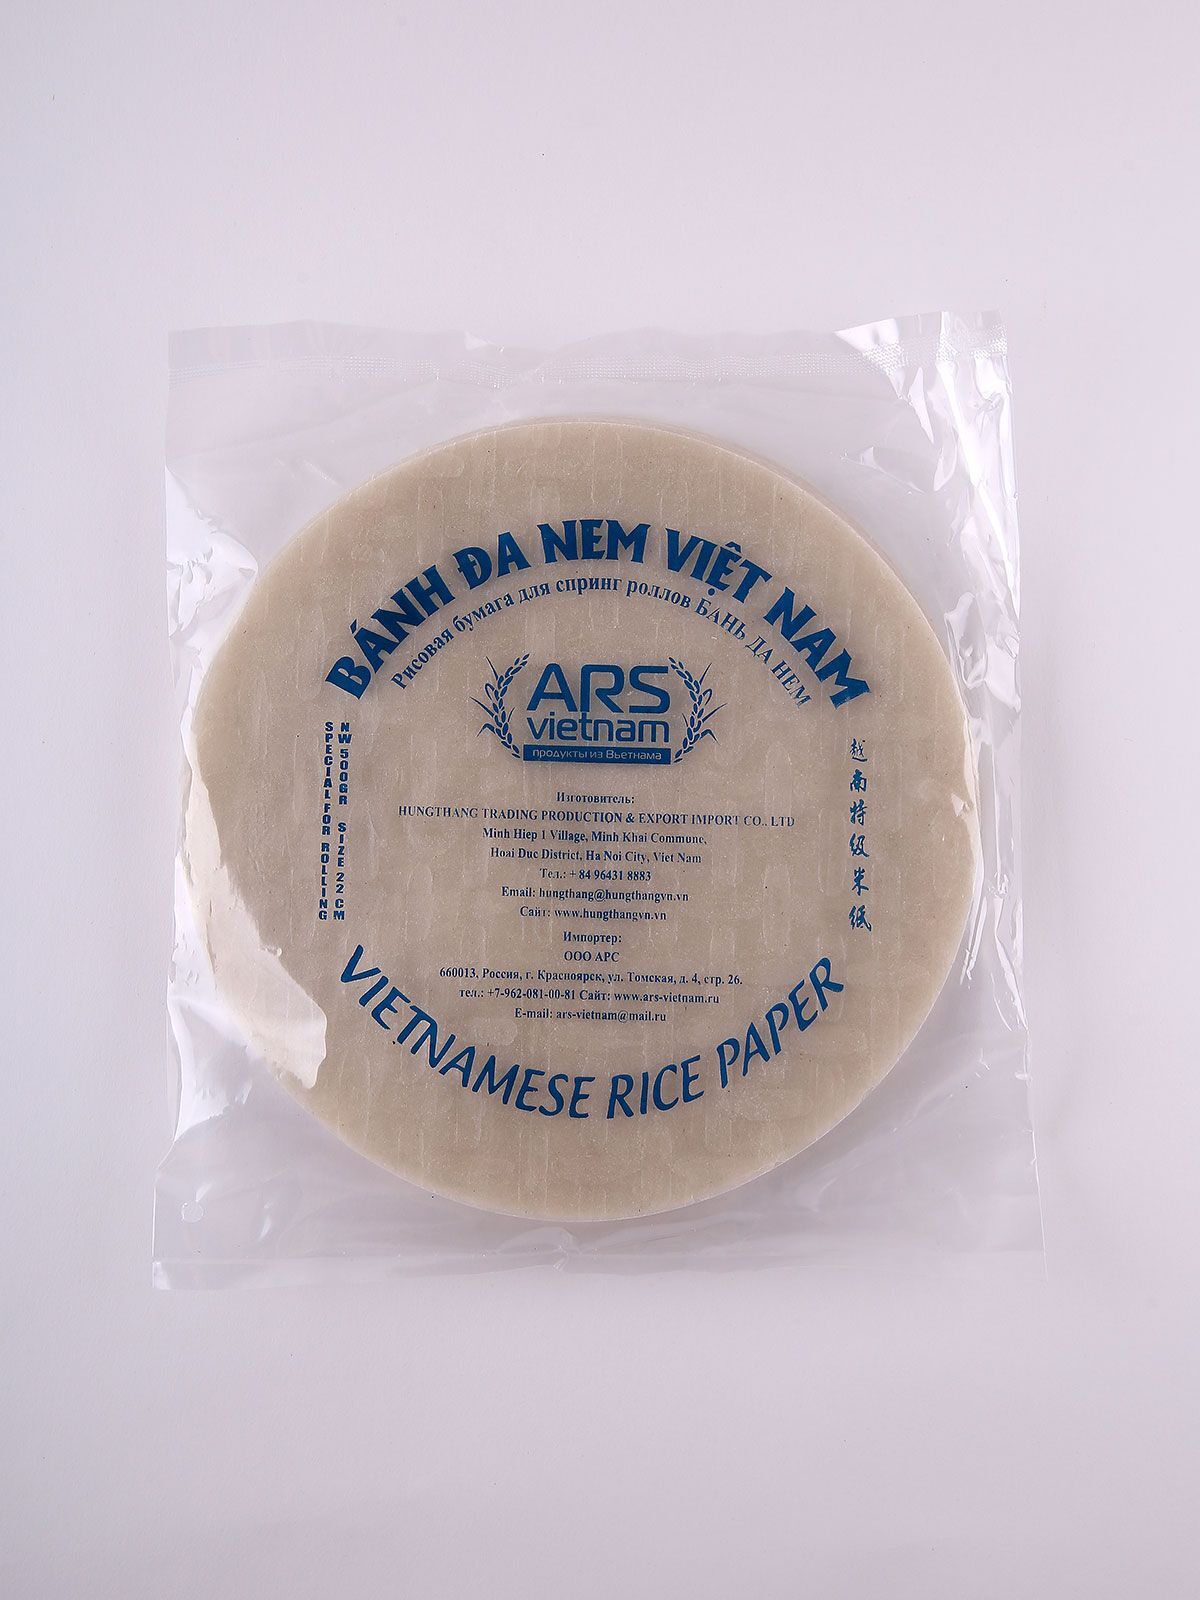 BÁNH ĐA NEM VIỆT NAM
Рисовая бумага для спринг роллов БАНЬ ДА НЕМ
ARS
vietnam
продукты из Вьетнама
NW 500GR SIZE 22 CM
SPECIAL FOR ROLLING
越南特级米纸
Изготовитель:
HUNGTHANG TRADING PRODUCTION & EXPORT IMPORT CO., LTD
Minh Hiep 1 Village, Minh Khai Commune,
Hoai Duc District, Ha Noi City, Viet Nam
Тел.: + 84 96431 8883
Email: hungthang@hungthangvn.vn
Сайт: www.hungthangvn.vn
Импортер:
ООО АРС
660013, Россия, г. Красноярск, ул. Томская, д. 4, стр. 26.
тел.: +7-962-081-00-81 Сайт: www.ars-vietnam.ru
E-mail: ars-vietnam@mail.ru
VIETNAMESE RICE PAPER